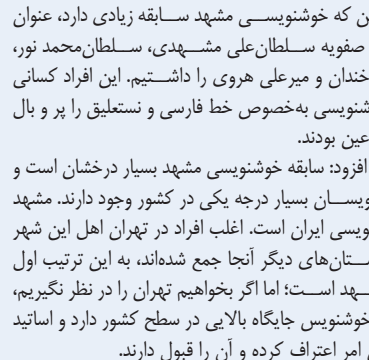 ن که خوشنویسی مشهد سابقه زیادی دارد، عنوان
صفویه سلطان‌علی مشهدی، سلطان‌محمد نور،
خندان و میرعلی هروی را داشتیم. این افراد کسانی
شنویسی به‌خصوص خط فارسی و نستعلیق را پر و بال
عین بودند.
افزود: سابقه خوشنویسی مشهد بسیار درخشان است و
ویسان بسیار درجه یکی در کشور وجود دارند. مشهد
ویسی ایران است. اغلب افراد در تهران اهل این شهر
ستان‌های دیگر آنجا جمع شده‌اند، به این ترتیب اول
هد است؛ اما اگر بخواهیم تهران را در نظر نگیریم،
خوشنویس جایگاه بالایی در سطح کشور دارد و اساتید
امر اعتراف کرده و آن را قبول دارند.